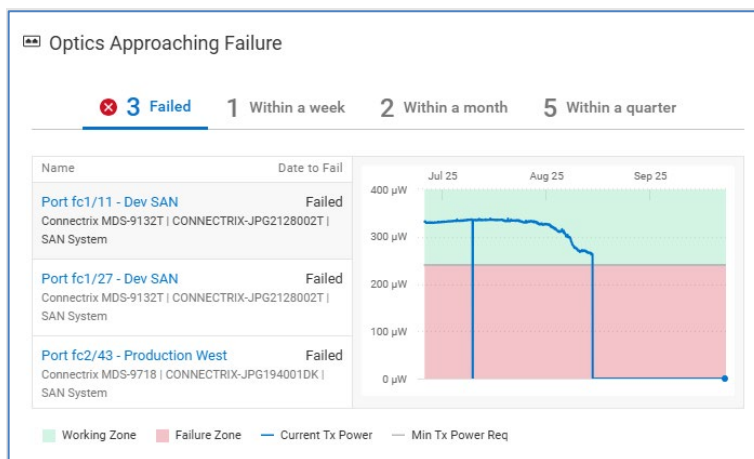 Optics Approaching Failure
3 Failed
1 Within a week
2 Within a month
5 Within a quarter
Name Date to Fail
Port fc1/11 - Dev SAN Failed
Connectrix MDS-9132T | CONNECTRIX-JPG2128002T |
SAN System
Port fc1/27 - Dev SAN Failed
Connectrix MDS-9132T | CONNECTRIX-JPG2128002T |
SAN System
Port fc2/43 - Production West Failed
Connectrix MDS-9718 | CONNECTRIX-JPG194001DK |
SAN System
Jul 25 Aug 25 Sep 25
400 µW
300 µW
200 µW
100 µW
0 µW
Working Zone Failure Zone Current Tx Power Min Tx Power Req